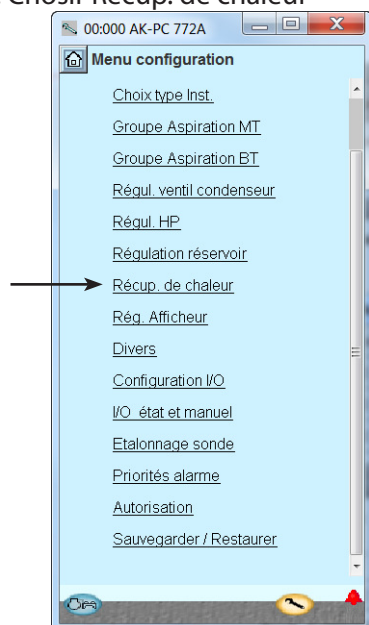 Chosir Récup. de chaleur
00:000 AK-PC 772A
Menu configuration
Choix type Inst.
Groupe Aspiration MT
Groupe Aspiration BT
Régul. ventil condenseur
Régul. HP
Régulation réservoir
Récup. de chaleur
Rég. Afficheur
Divers
Configuration I/O
I/O état et manuel
Etalonnage sonde
Priorités alarme
Autorisation
Sauvegarder / Restaurer